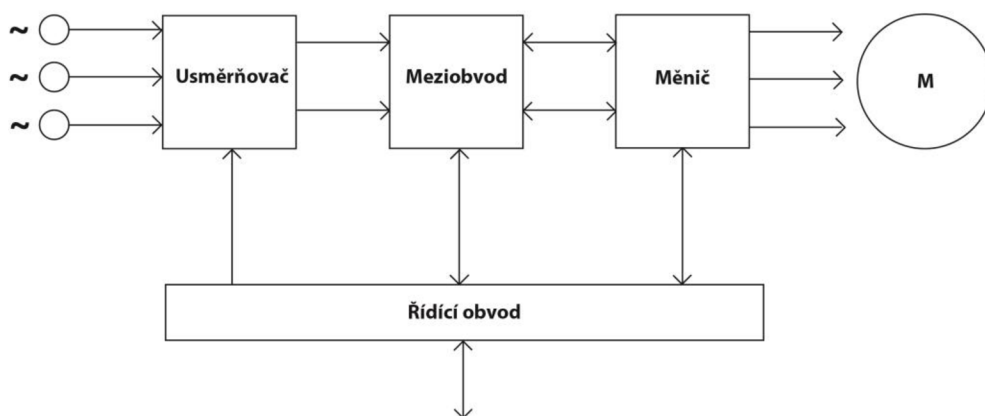 ~
~
~
Usměrňovač
Meziobvod
Měnič
M
Řídící obvod